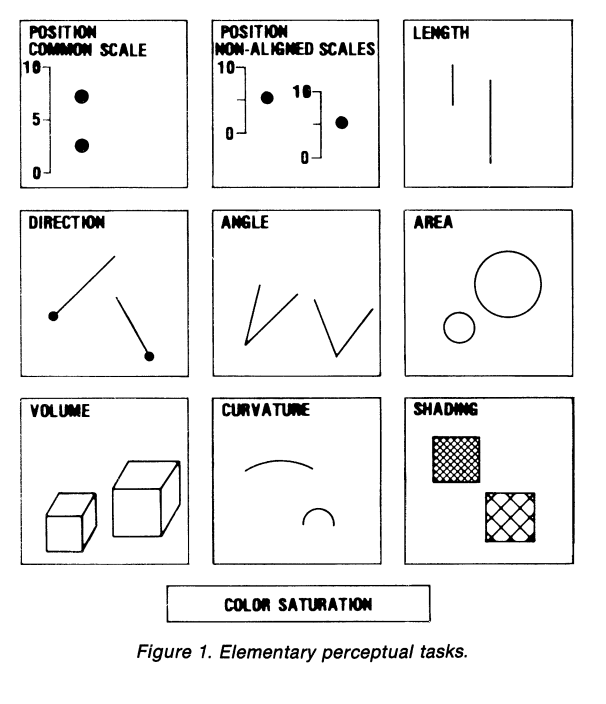 POSITION
COMMON SCALE
10
5
0
POSITION
NON-ALIGNED SCALES
10
0
10
0
LENGTH
DIRECTION
ANGLE
AREA
VOLUME
CURVATURE
SHADING
COLOR SATURATION
Figure 1. Elementary perceptual tasks.